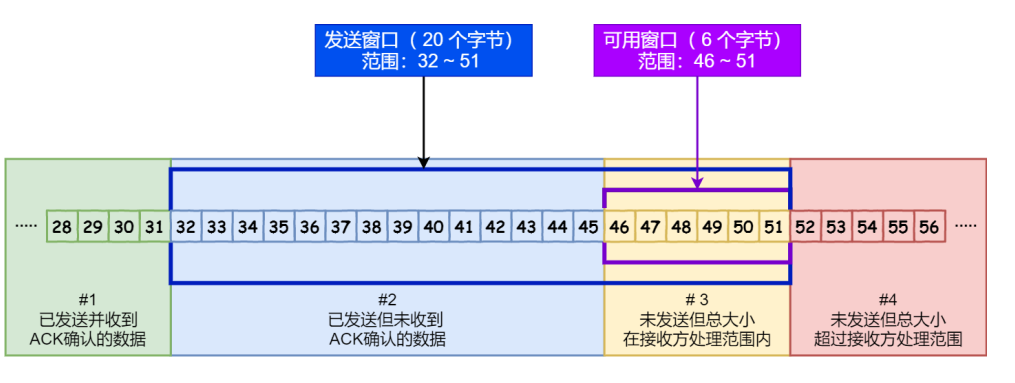 发送窗口（20 个字节）
范围：32 ~ 51
可用窗口（6 个字节）
范围：46 ~ 51
····· 28 29 30 31 32 33 34 35 36 37 38 39 40 41 42 43 44 45 46 47 48 49 50 51 52 53 54 55 56 ·····
#1
已发送并收到
ACK确认的数据
#2
已发送但未收到
ACK确认的数据
# 3
未发送但总大小
在接收方处理范围内
#4
未发送但总大小
超过接收方处理范围